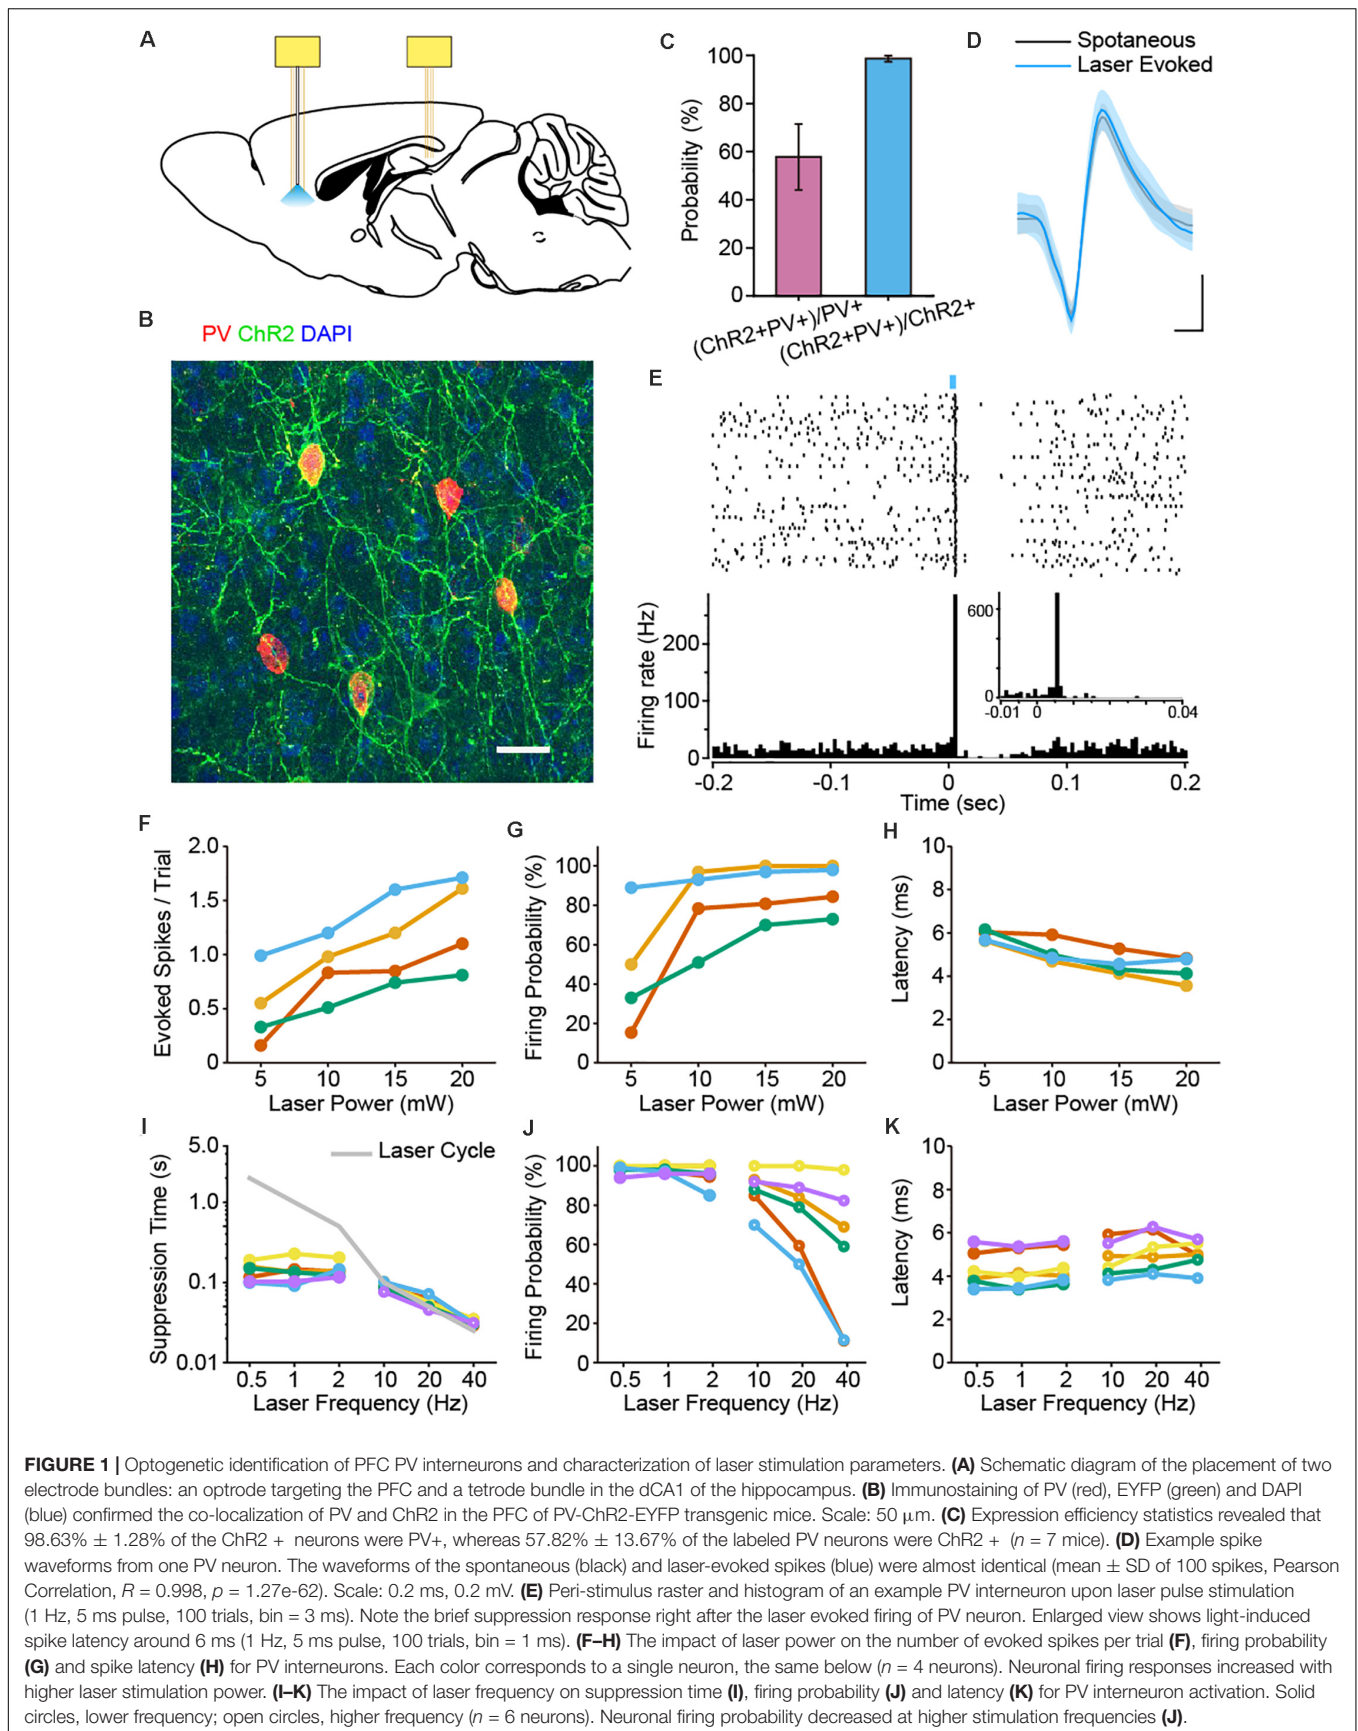 A
B
PV ChR2 DAPI
C
Probability (%)
100
80
60
40
20
0
(ChR2+PV+)/PV+
(ChR2+PV+)/ChR2+
D
Spotaneous
Laser Evoked
E
Firing rate (Hz)
200
100
0
-0.2
-0.1
0
0.1
0.2
Time (sec)
600
0
-0.01
0
0.04
F
Evoked Spikes / Trial
2.0
1.5
1.0
0.5
0
5
10
15
20
Laser Power (mW)
G
Firing Probability (%)
100
80
60
40
20
0
5
10
15
20
Laser Power (mW)
H
Latency (ms)
10
8
6
4
2
0
5
10
15
20
Laser Power (mW)
I
Suppression Time (s)
5.0
1.0
0.1
0.01
Laser Cycle
0.5
1
2
10
20
40
Laser Frequency (Hz)
J
Firing Probability (%)
100
80
60
40
20
0
0.5
1
2
10
20
40
Laser Frequency (Hz)
K
Latency (ms)
10
8
6
4
2
0
0.5
1
2
10
20
40
Laser Frequency (Hz)
FIGURE 1 | Optogenetic identification of PFC PV interneurons and characterization of laser stimulation parameters. (A) Schematic diagram of the placement of two
electrode bundles: an optrode targeting the PFC and a tetrode bundle in the dCA1 of the hippocampus. (B) Immunostaining of PV (red), EYFP (green) and DAPI
(blue) confirmed the co-localization of PV and ChR2 in the PFC of PV-ChR2-EYFP transgenic mice. Scale: 50 μm. (C) Expression efficiency statistics revealed that
98.63% ± 1.28% of the ChR2 + neurons were PV+, whereas 57.82% ± 13.67% of the labeled PV neurons were ChR2 + (n = 7 mice). (D) Example spike
waveforms from one PV neuron. The waveforms of the spontaneous (black) and laser-evoked spikes (blue) were almost identical (mean ± SD of 100 spikes, Pearson
Correlation, R = 0.998, p = 1.27e-62). Scale: 0.2 ms, 0.2 mV. (E) Peri-stimulus raster and histogram of an example PV interneuron upon laser pulse stimulation
(1 Hz, 5 ms pulse, 100 trials, bin = 3 ms). Note the brief suppression response right after the laser evoked firing of PV neuron. Enlarged view shows light-induced
spike latency around 6 ms (1 Hz, 5 ms pulse, 100 trials, bin = 1 ms). (F–H) The impact of laser power on the number of evoked spikes per trial (F), firing probability
(G) and spike latency (H) for PV interneurons. Each color corresponds to a single neuron, the same below (n = 4 neurons). Neuronal firing responses increased with
higher laser stimulation power. (I–K) The impact of laser frequency on suppression time (I), firing probability (J) and latency (K) for PV interneuron activation. Solid
circles, lower frequency; open circles, higher frequency (n = 6 neurons). Neuronal firing probability decreased at higher stimulation frequencies (J).